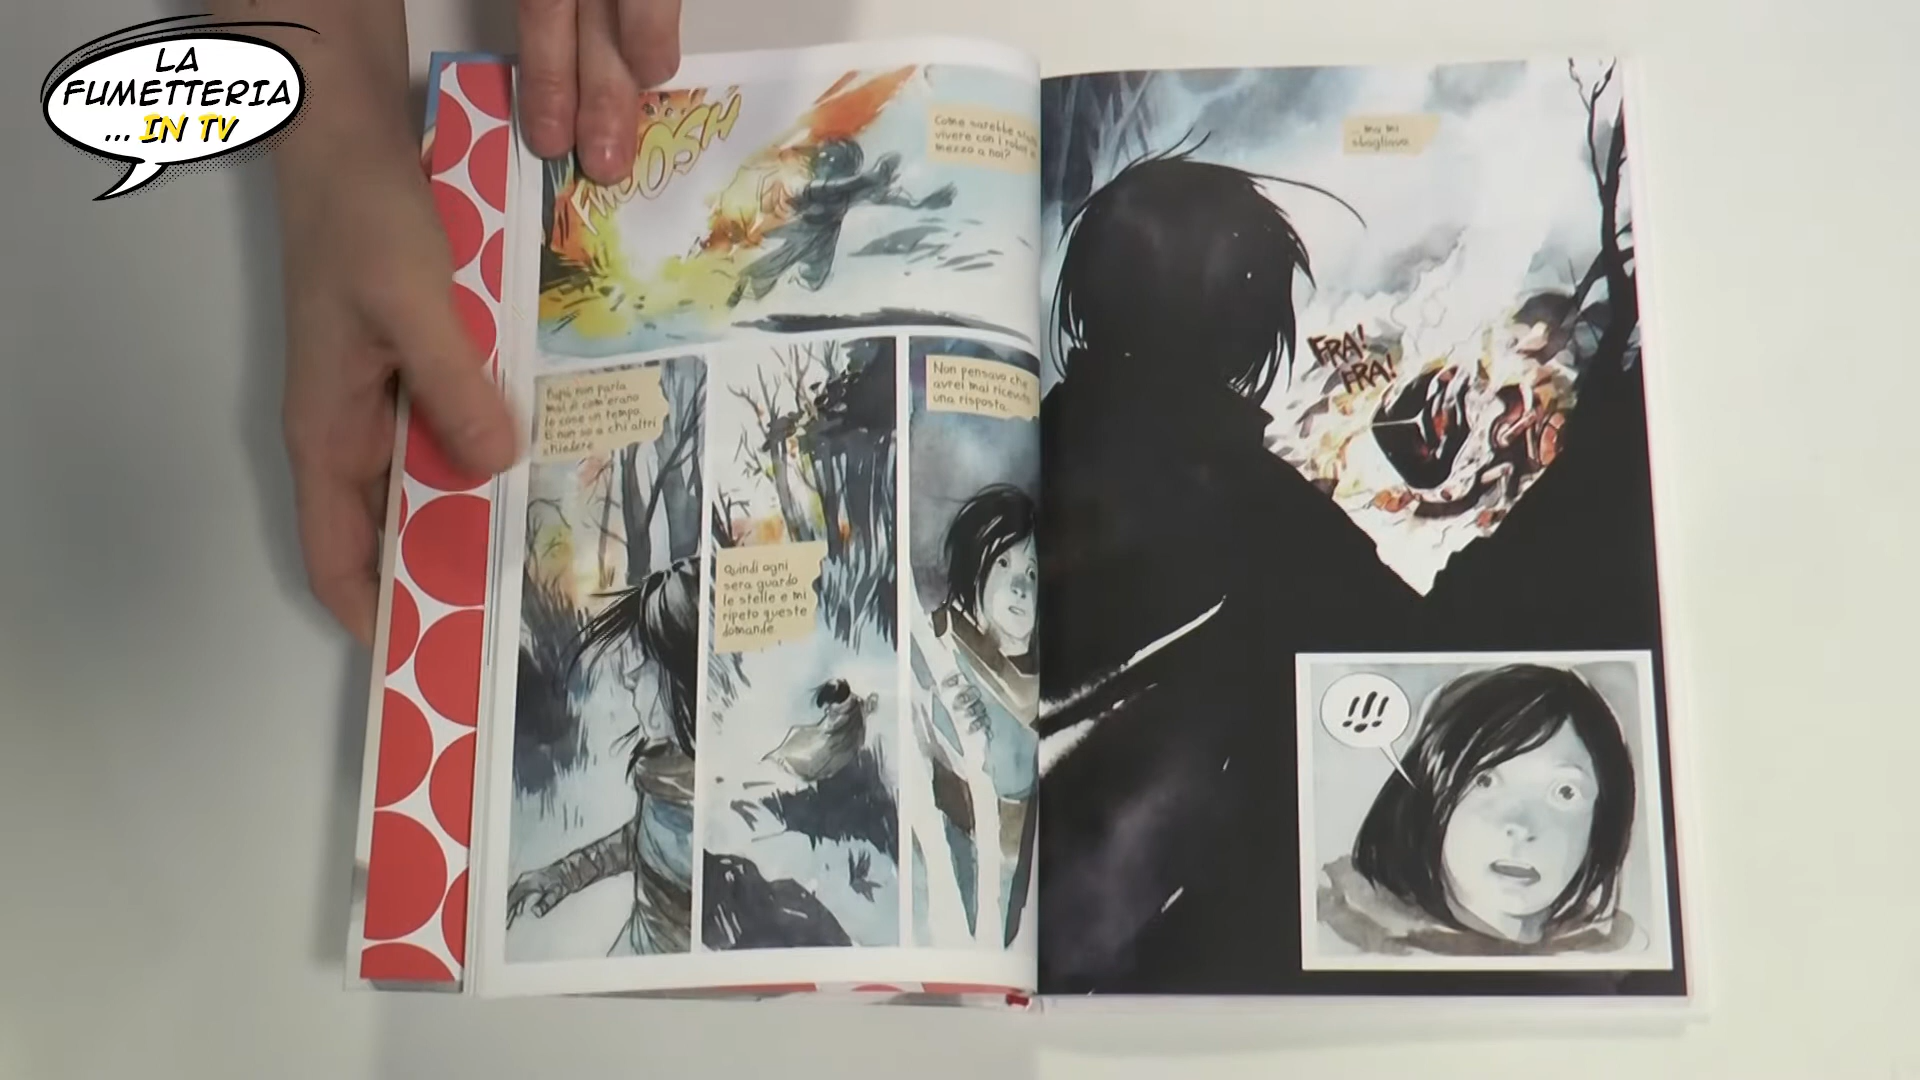 LA
FUMETTERIA
... IN TV
FWOOSH
Come sarebbe
vivere con i robot
mezzo a noi?
Papà non parla
mai di com'erano
le cose un tempo.
E non so a chi altri
chiedere.
Quindi ogni
sera guardo
le stelle e mi
ripeto queste
domande.
Non pensavo che
avrei mai ricevuto
una risposta...
...ma mi
sbagliavo.
FRA!
FRA!
!!!